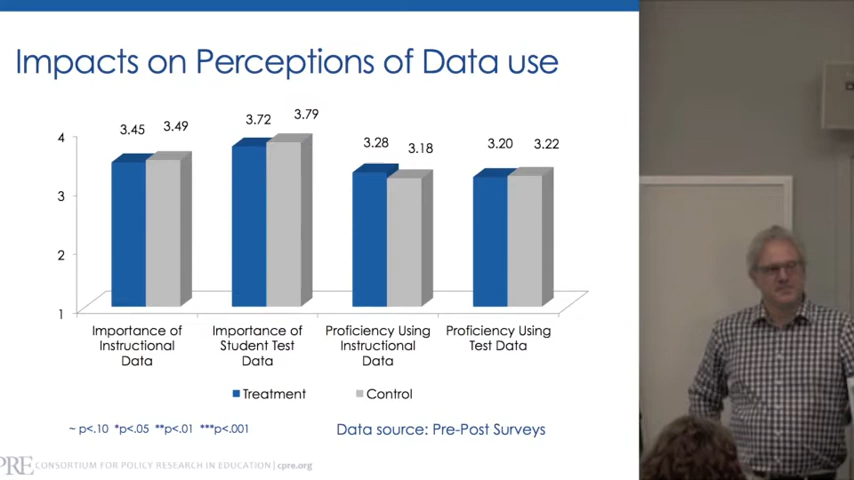 Impacts on Perceptions of Data use
3.45 3.49 3.72 3.79 3.28 3.18 3.20 3.22
4
3
2
1
Importance of Instructional Data
Importance of Student Test Data
Proficiency Using Instructional Data
Proficiency Using Test Data
Treatment Control
~ p<.10 *p<.05 **p<.01 ***p<.001
Data source: Pre-Post Surveys
PRE CONSORTIUM FOR POLICY RESEARCH IN EDUCATION | cpre.org